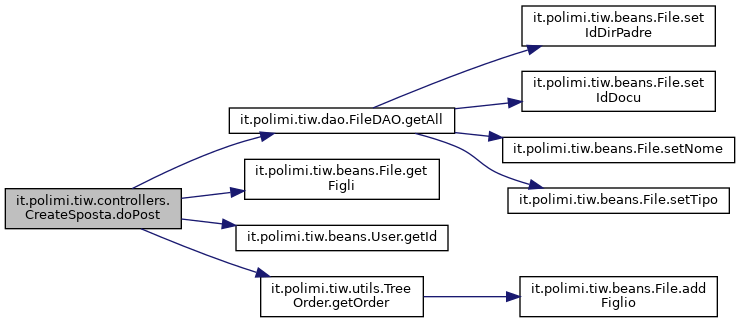 it.polimi.tiw.controllers.
CreateSposta.doPost
it.polimi.tiw.dao.FileDAO.getAll
it.polimi.tiw.beans.File.get
Figli
it.polimi.tiw.beans.User.getId
it.polimi.tiw.utils.Tree
Order.getOrder
it.polimi.tiw.beans.File.set
IdDirPadre
it.polimi.tiw.beans.File.set
IdDocu
it.polimi.tiw.beans.File.setNome
it.polimi.tiw.beans.File.setTipo
it.polimi.tiw.beans.File.add
Figlio